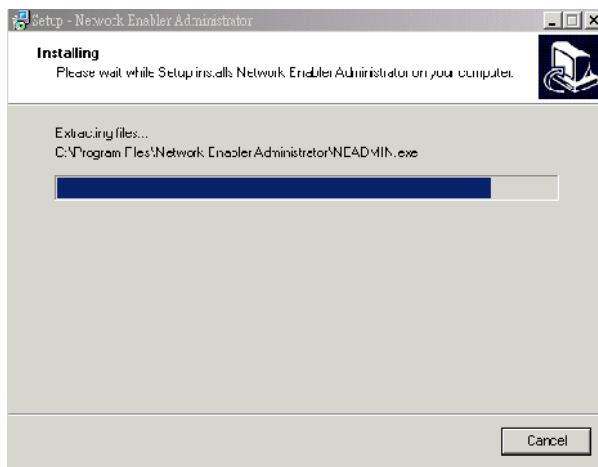 Setup - Network Enabler Administrator
Installing
Please wait while Setup installs Network Enabler Administrator on your computer.
Extracting files...
C:\Program Files\Network Enabler Administrator\NEADMIN.exe
Cancel